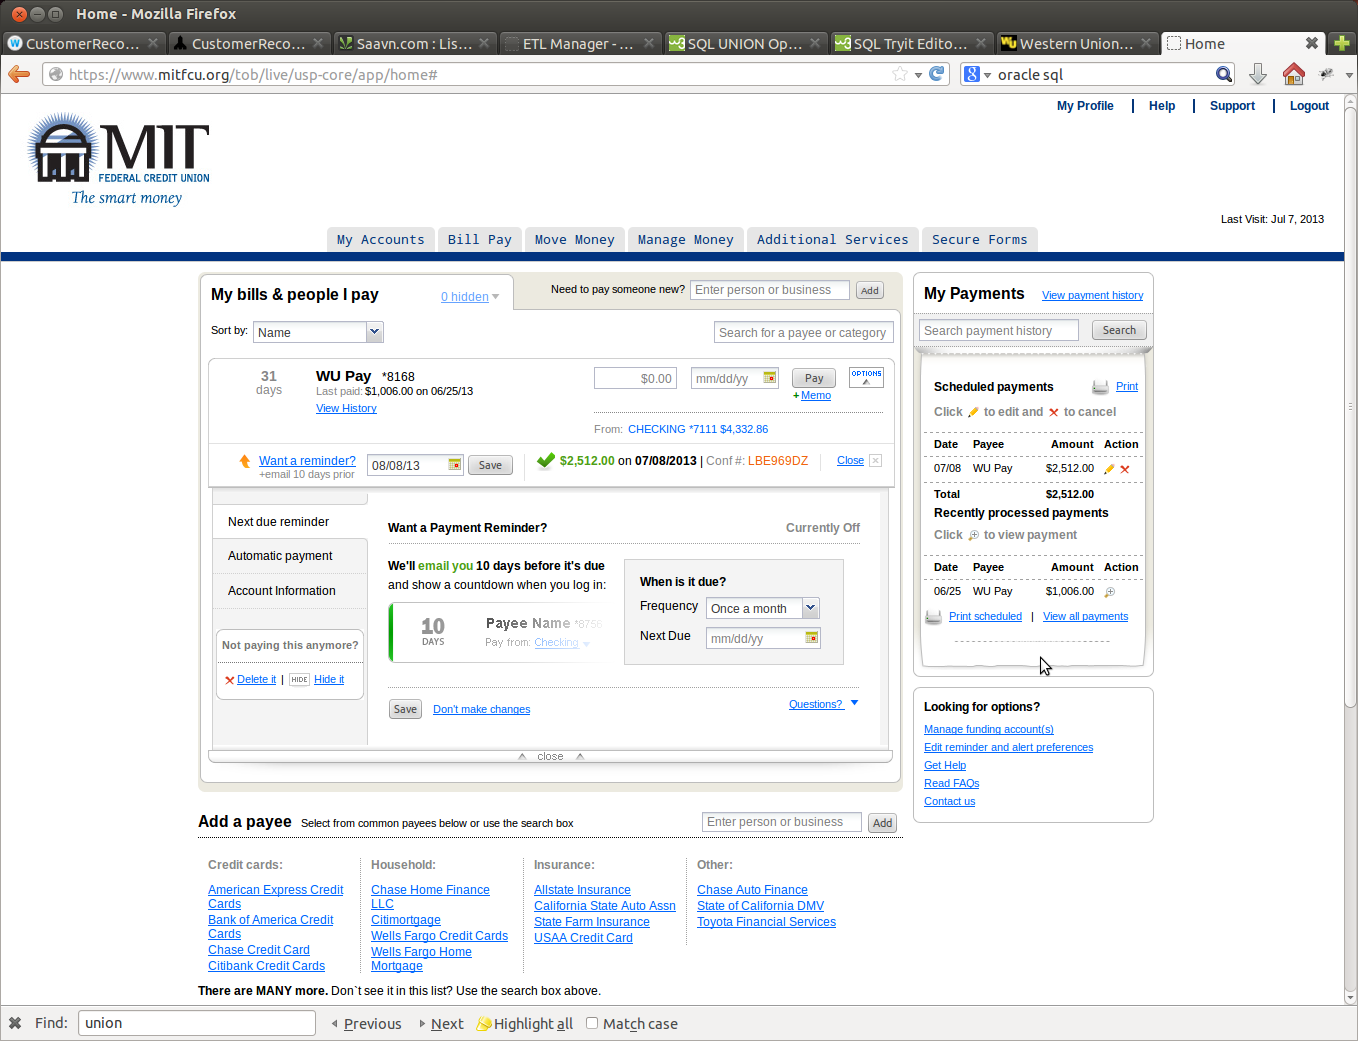 Home - Mozilla Firefox
CustomerReco...
CustomerReco...
Saavn.com : Lis...
ETL Manager - ...
SQL UNION Op...
SQL Tryit Edito...
Western Union...
Home
https://www.mitfcu.org/tob/live/usp-core/app/home#
oracle sql
My Profile | Help | Support | Logout
MIT
FEDERAL CREDIT UNION
The smart money
Last Visit: Jul 7, 2013
My Accounts
Bill Pay
Move Money
Manage Money
Additional Services
Secure Forms
My bills & people I pay
0 hidden
Need to pay someone new?
Enter person or business
Add
Sort by:
Name
Search for a payee or category
31
days
WU Pay *8168
Last paid: $1,006.00 on 06/25/13
View History
$0.00
mm/dd/yy
Pay
OPTIONS
+ Memo
From: CHECKING *7111 $4,332.86
Want a reminder?
+email 10 days prior
08/08/13
Save
$2,512.00 on 07/08/2013 | Conf #: LBE969DZ
Close
Next due reminder
Automatic payment
Account Information
Not paying this anymore?
Delete it | HIDE Hide it
Want a Payment Reminder?
Currently Off
We'll email you 10 days before it's due
and show a countdown when you log in:
10
DAYS
Payee Name *8758
Pay from: Checking
When is it due?
Frequency
Once a month
Next Due
mm/dd/yy
Save
Don't make changes
Questions?
close
My Payments
View payment history
Search payment history
Search
Scheduled payments
Print
Click to edit and to cancel
Date Payee Amount Action
07/08 WU Pay $2,512.00
Total $2,512.00
Recently processed payments
Click to view payment
Date Payee Amount Action
06/25 WU Pay $1,006.00
Print scheduled | View all payments
Looking for options?
Manage funding account(s)
Edit reminder and alert preferences
Get Help
Read FAQs
Contact us
Add a payee
Select from common payees below or use the search box
Enter person or business
Add
Credit cards:
American Express Credit
Cards
Bank of America Credit
Cards
Chase Credit Card
Citibank Credit Cards
Household:
Chase Home Finance
LLC
Citimortgage
Wells Fargo Credit Cards
Wells Fargo Home
Mortgage
Insurance:
Allstate Insurance
California State Auto Assn
State Farm Insurance
USAA Credit Card
Other:
Chase Auto Finance
State of California DMV
Toyota Financial Services
There are MANY more. Don`t see it in this list? Use the search box above.
Find:
union
Previous
Next
Highlight all
Match case